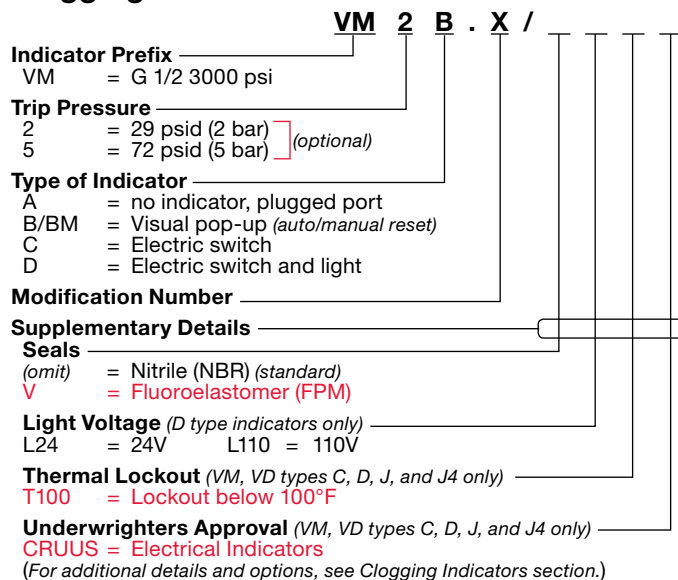 VM 2 B . X /
Indicator Prefix
VM = G 1/2 3000 psi
Trip Pressure
2 = 29 psid (2 bar)
5 = 72 psid (5 bar)
(optional)
Type of Indicator
A = no indicator, plugged port
B/BM = Visual pop-up (auto/manual reset)
C = Electric switch
D = Electric switch and light
Modification Number
Supplementary Details
Seals
(omit) = Nitrile (NBR) (standard)
V = Fluoroelastomer (FPM)
Light Voltage (D type indicators only)
L24 = 24V L110 = 110V
Thermal Lockout (VM, VD types C, D, J, and J4 only)
T100 = Lockout below 100°F
Underwrighters Approval (VM, VD types C, D, J, and J4 only)
CRUUS = Electrical Indicators
(For additional details and options, see Clogging Indicators section.)